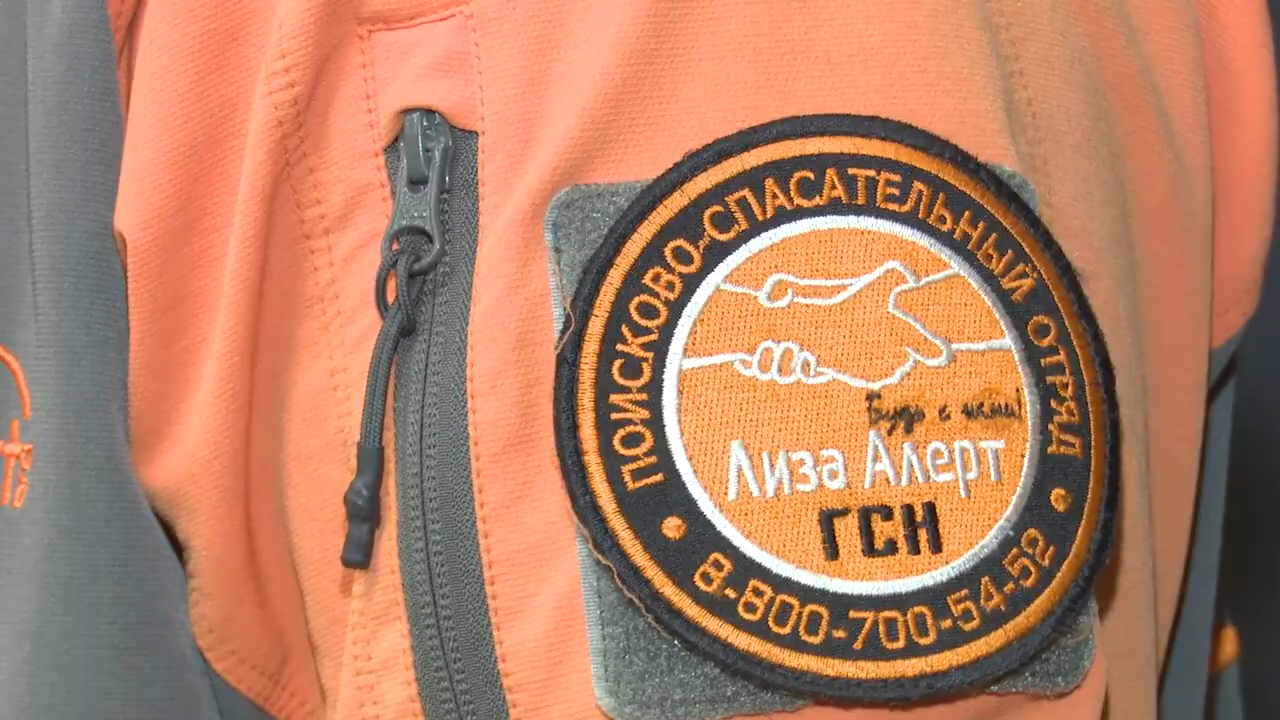 ПОИСКОВО-СПАСАТЕЛЬНЫЙ ОТРЯД
Будь с нами!
Лиза Алерт
ГСН
8-800-700-54-52